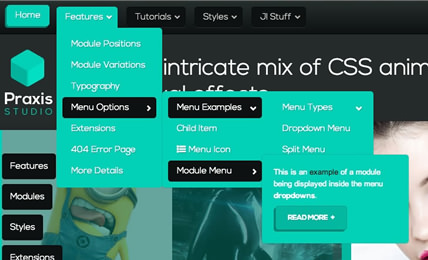 Home
Features
Tutorials
Styles
J! Stuff
Praxis
STUDIO
intricate mix of CSS anim
ual effects
Module Positions
Module Variations
Typography
Menu Options
Extensions
404 Error Page
More Details
Menu Examples
Child Item
Menu Icon
Module Menu
Menu Types
Dropdown Menu
Split Menu
This is an example of a module
being displayed inside the menu
dropdowns.
READ MORE +
Features
Modules
Styles
Extensions